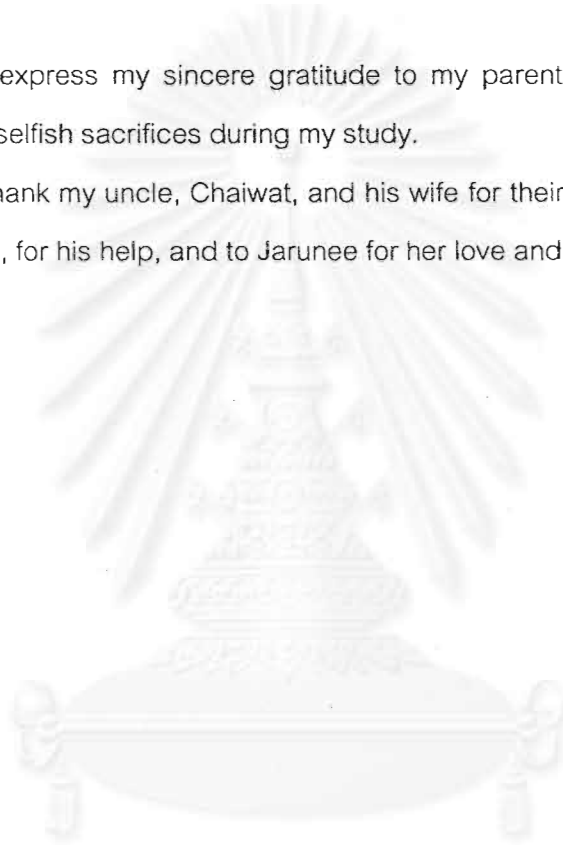 express my sincere gratitude to my parent
selfish sacrifices during my study.
hank my uncle, Chaiwat, and his wife for their
, for his help, and to Jarunee for her love and